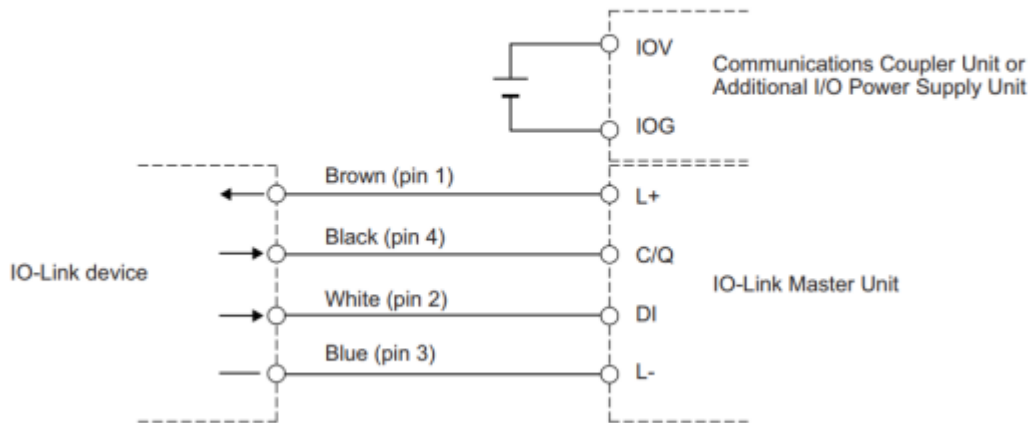 IOV
Communications Coupler Unit or
Additional I/O Power Supply Unit
IOG
Brown (pin 1)
L+
Black (pin 4)
C/Q
IO-Link device
IO-Link Master Unit
White (pin 2)
DI
Blue (pin 3)
L-